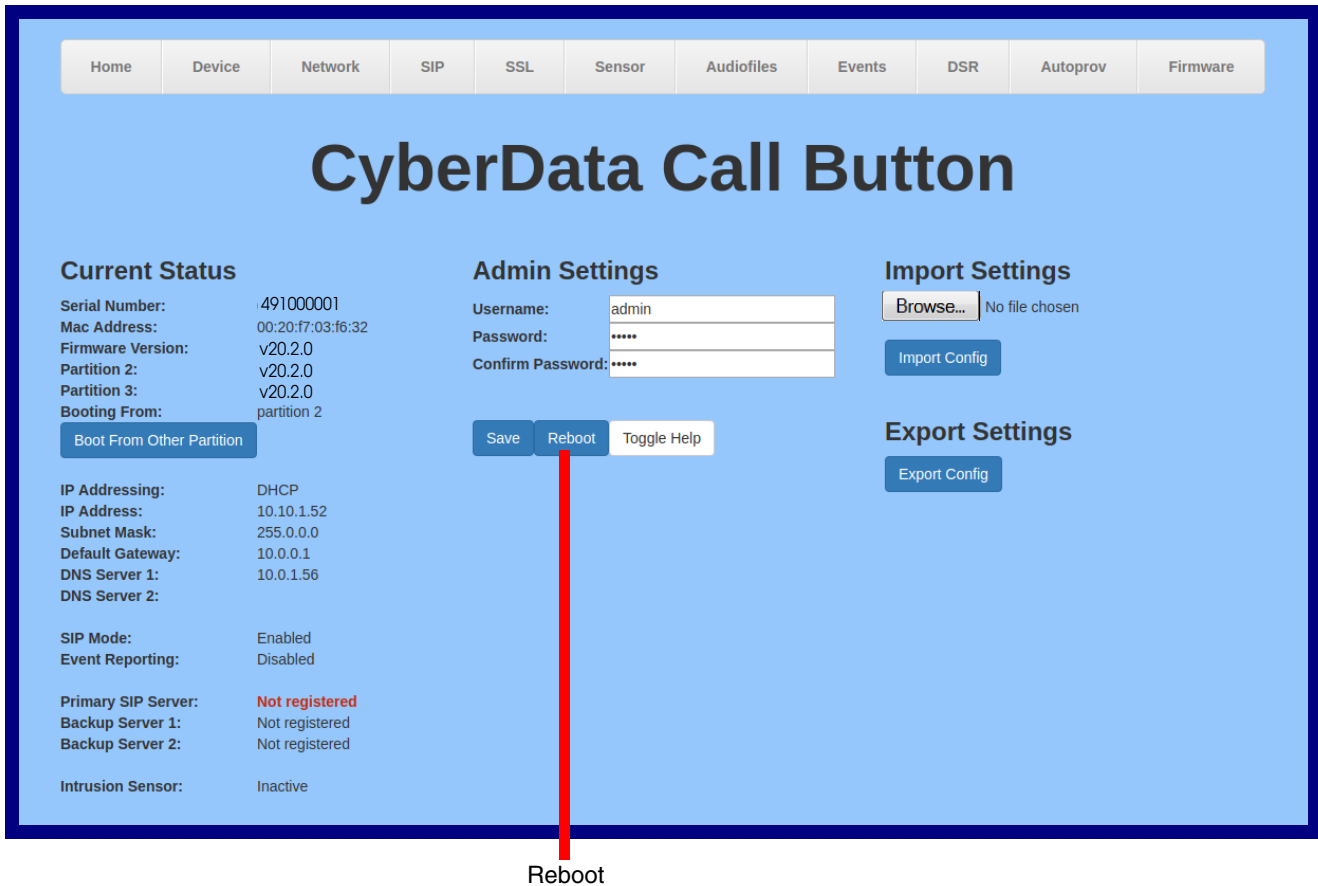 Home Device Network SIP SSL Sensor Audiofiles Events DSR Autoprov Firmware
CyberData Call Button
Current Status
Serial Number: 491000001
Mac Address: 00:20:f7:03:f6:32
Firmware Version: v20.2.0
Partition 2: v20.2.0
Partition 3: v20.2.0
Booting From: partition 2
Boot From Other Partition
IP Addressing: DHCP
IP Address: 10.10.1.52
Subnet Mask: 255.0.0.0
Default Gateway: 10.0.0.1
DNS Server 1: 10.0.1.56
DNS Server 2:
SIP Mode: Enabled
Event Reporting: Disabled
Primary SIP Server: Not registered
Backup Server 1: Not registered
Backup Server 2: Not registered
Intrusion Sensor: Inactive
Admin Settings
Username: admin
Password: •••••
Confirm Password: •••••
Save Reboot Toggle Help
Import Settings
Browse... No file chosen
Import Config
Export Settings
Export Config
Reboot